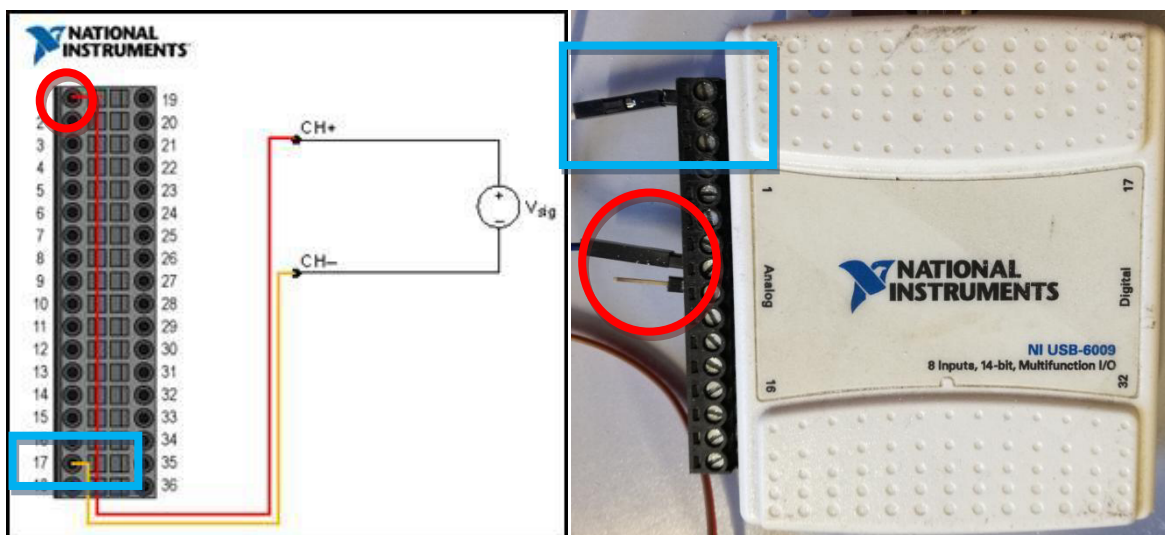 NATIONAL
INSTRUMENTS
19
2 20
3 21
4 22
5 23
6 24
7 25
8 26
9 27
10 28
11 29
12 30
13 31
14 32
15 33
34
17 35
36
CH+
Vsig
CH–
1
Analog
16
17
Digital
32
NATIONAL
INSTRUMENTS
NI USB-6009
8 Inputs, 14-bit, Multifunction I/O